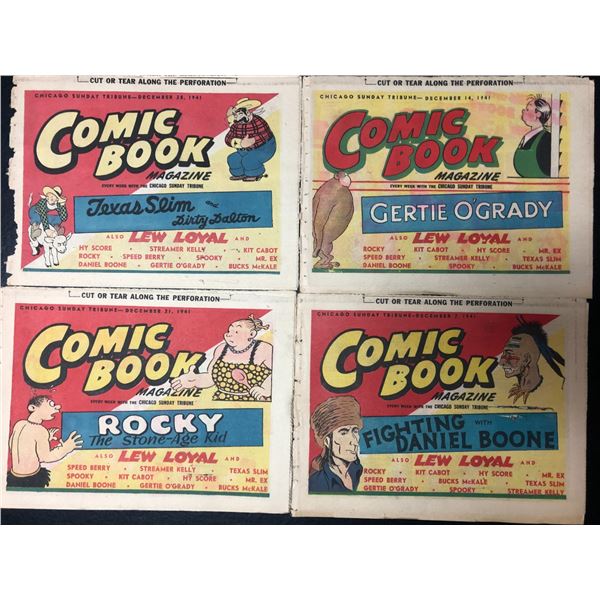 CUT OR TEAR ALONG THE PERFORATION
CHICAGO SUNDAY TRIBUNE—DECEMBER 28, 1941
COMIC
BOOK
MAGAZINE
EVERY WEEK WITH THE CHICAGO SUNDAY TRIBUNE
Texas Slim and
Dirty Dalton
ALSO LEW LOYAL AND
HY SCORE • STREAMER KELLY • KIT CABOT
ROCKY • SPEED BERRY • SPOOKY • MR. EX
DANIEL BOONE • GERTIE O'GRADY • BUCKS McKALE
CUT OR TEAR ALONG THE PERFORATION
CHICAGO SUNDAY TRIBUNE—DECEMBER 14, 1941
COMIC
BOOK
MAGAZINE
EVERY WEEK WITH THE CHICAGO SUNDAY TRIBUNE
GERTIE O'GRADY
ALSO LEW LOYAL AND
ROCKY • KIT CABOT • HY SCORE • MR. EX
SPEED BERRY • STREAMER KELLY • TEXAS SLIM
DANIEL BOONE • SPOOKY • BUCKS McKALE
CUT OR TEAR ALONG THE PERFORATION
CHICAGO SUNDAY TRIBUNE—DECEMBER 21, 1941
COMIC
BOOK
MAGAZINE
EVERY WEEK WITH THE CHICAGO SUNDAY TRIBUNE
ROCKY
The Stone-Age Kid
ALSO LEW LOYAL AND
SPEED BERRY • STREAMER KELLY • TEXAS SLIM
SPOOKY • KIT CABOT • HY SCORE • MR. EX
DANIEL BOONE • GERTIE O'GRADY • BUCKS McKALE
CUT OR TEAR ALONG THE PERFORATION
CHICAGO SUNDAY TRIBUNE—DECEMBER 7, 1941
COMIC
BOOK
MAGAZINE
EVERY WEEK WITH THE CHICAGO SUNDAY TRIBUNE
FIGHTING WITH
DANIEL BOONE
ALSO LEW LOYAL AND
ROCKY • KIT CABOT • HY SCORE • MR. EX
SPEED BERRY • BUCKS McKALE • TEXAS SLIM
GERTIE O'GRADY • SPOOKY • STREAMER KELLY